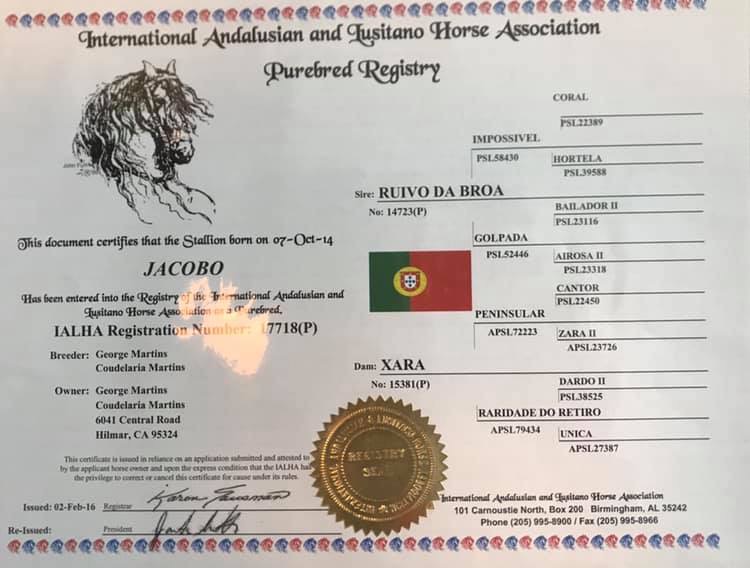 International Andalusian and Lusitano Horse Association
Purebred Registry
This document certifies that the Stallion born on 07-Oct-14
JACOBO
Has been entered into the Registry of the International Andalusian and
Lusitano Horse Association as a Purebred,
IALHA Registration Number: 17718(P)
Breeder: George Martins
Coudelaria Martins
Owner: George Martins
Coudelaria Martins
6041 Central Road
Hilmar, CA 95324
This certificate is issued in reliance on an application submitted and attested to
by the applicant horse owner and upon the express condition that the IALHA ha
the privilege to correct or cancel this certificate for cause under its rules.
Issued: 02-Feb-16 Registrar
Re-Issued: President
CORAL
PSL22389
IMPOSSIVEL
PSL58430
HORTELA
PSL39588
Sire: RUIVO DA BROA
No: 14723(P)
BAILADOR II
PSL23116
GOLPADA
PSL52446
AIROSA II
PSL23318
CANTOR
PSL22450
PENINSULAR
APSL72223
ZARA II
APSL23726
Dam: XARA
No: 15381(P)
DARDO II
PSL38525
RARIDADE DO RETIRO
APSL79434
UNICA
APSL27387
REGISTRY
SEAL
International Andalusian and Lusitano Horse Association
101 Carnoustie North, Box 200 Birmingham, AL 35242
Phone (205) 995-8900 / Fax (205) 995-8966